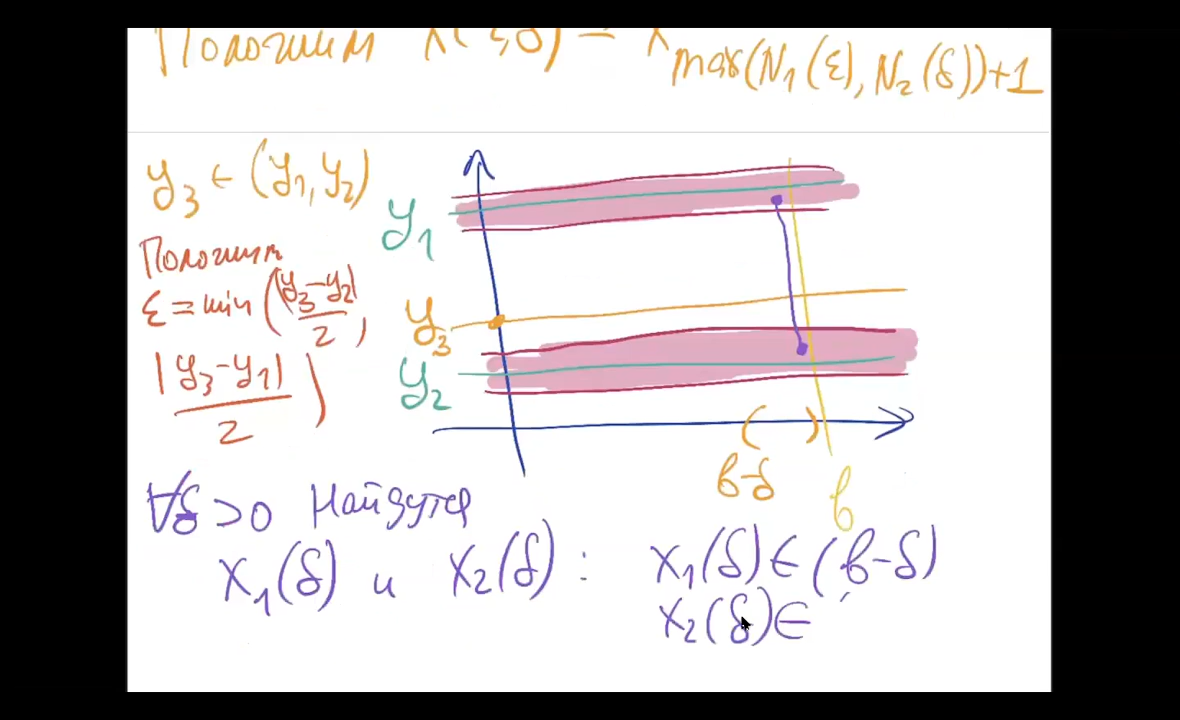 Положим x(ε,δ) = x max(N₁(ε), N₂(δ))+1
y₃ ∈ (y₁, y₂)
Положим
ε = min (|y₃-y₂|/2,
|y₃-y₁|/2)
y₁
y₃
y₂
в-δ
в
∀δ>0 Найдутся
x₁(δ) и x₂(δ): x₁(δ)∈(в-δ)
x₂(δ)∈